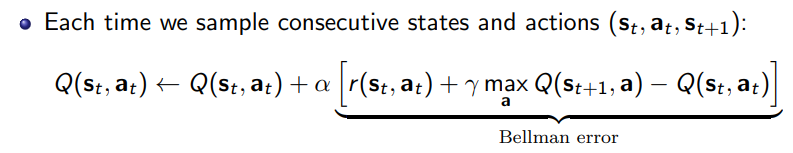 • Each time we sample consecutive states and actions (s_t, a_t, s_{t+1}):
Q(s_t, a_t) ← Q(s_t, a_t) + α [r(s_t, a_t) + γ max_a Q(s_{t+1}, a) − Q(s_t, a_t)]
Bellman error